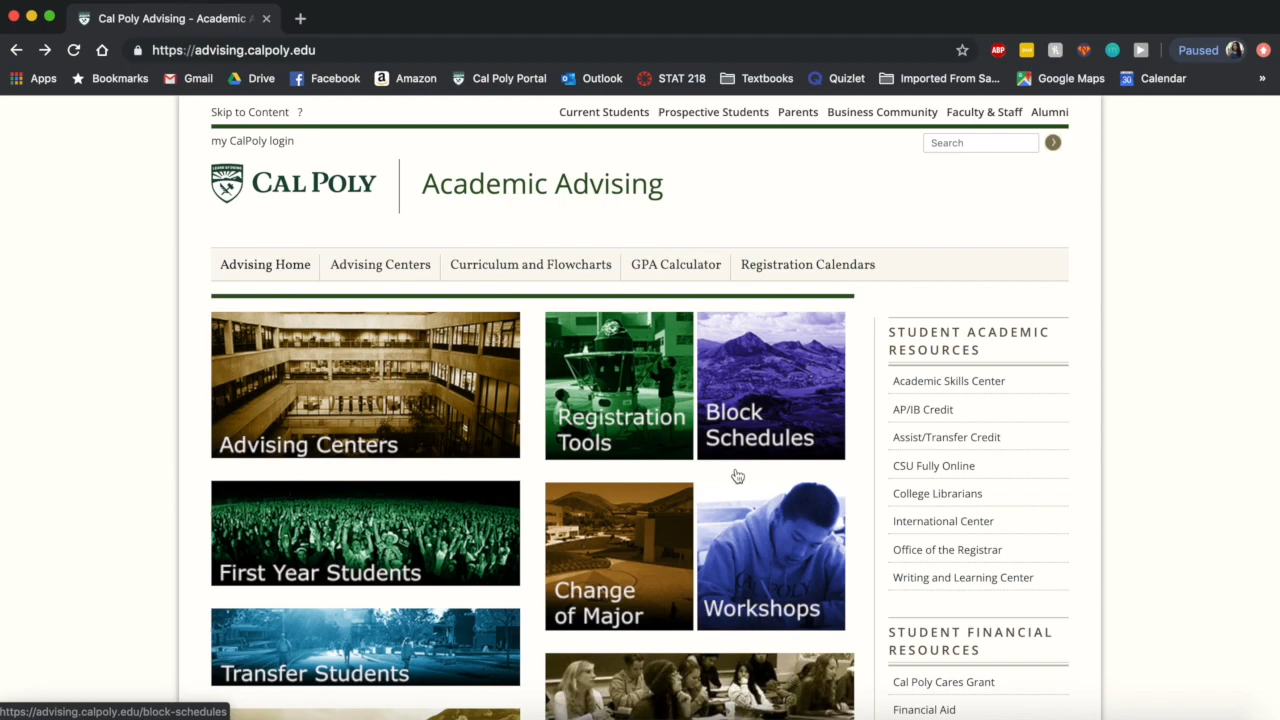 Cal Poly Advising - Academic A
https://advising.calpoly.edu
ABP
Paused
Apps
Bookmarks
Gmail
Drive
Facebook
Amazon
Cal Poly Portal
Outlook
STAT 218
Textbooks
Quizlet
Imported From Sa...
Google Maps
Calendar
»
Skip to Content ?
Current Students
Prospective Students
Parents
Business Community
Faculty & Staff
Alumni
my CalPoly login
Search
CAL POLY
Academic Advising
Advising Home
Advising Centers
Curriculum and Flowcharts
GPA Calculator
Registration Calendars
Advising Centers
Registration
Tools
Block
Schedules
First Year Students
Change
of Major
Workshops
Transfer Students
STUDENT ACADEMIC
RESOURCES
Academic Skills Center
AP/IB Credit
Assist/Transfer Credit
CSU Fully Online
College Librarians
International Center
Office of the Registrar
Writing and Learning Center
STUDENT FINANCIAL
RESOURCES
Cal Poly Cares Grant
Financial Aid
https://advising.calpoly.edu/block-schedules